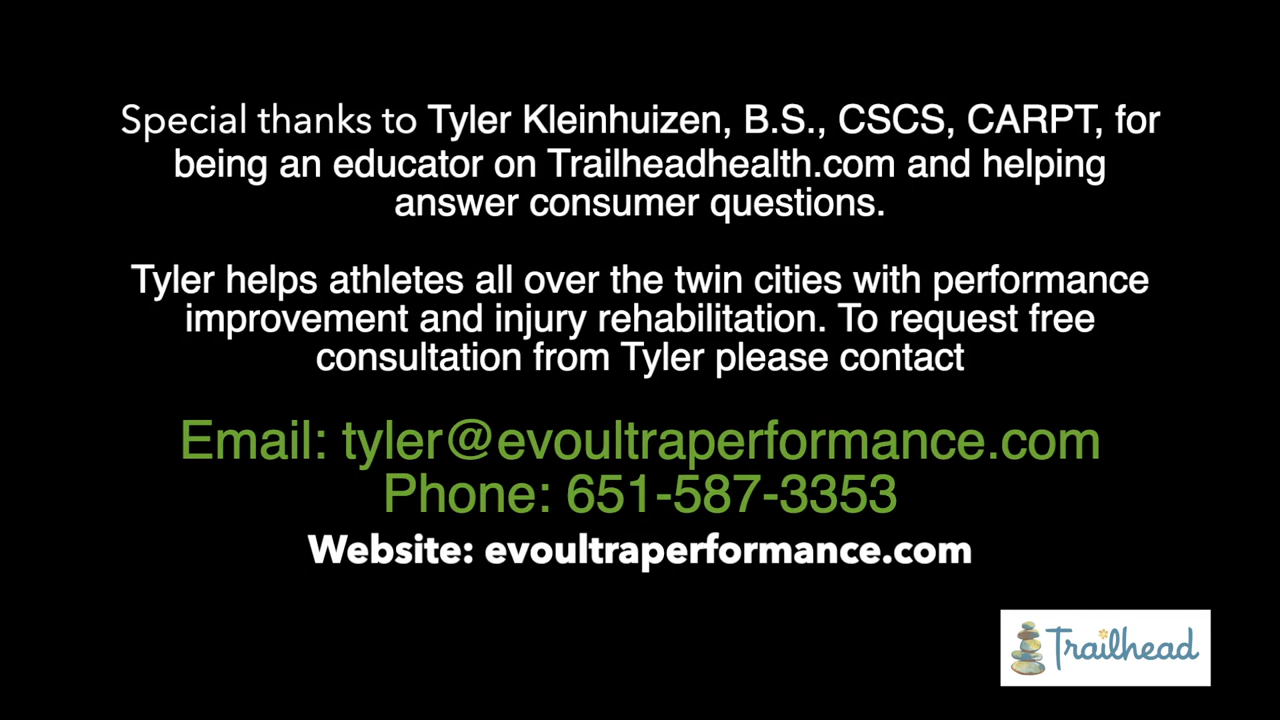 Special thanks to Tyler Kleinhuizen, B.S., CSCS, CARPT, for
being an educator on Trailheadhealth.com and helping
answer consumer questions.
Tyler helps athletes all over the twin cities with performance
improvement and injury rehabilitation. To request free
consultation from Tyler please contact
Email: tyler@evoultraperformance.com
Phone: 651-587-3353
Website: evoultraperformance.com
Trailhead